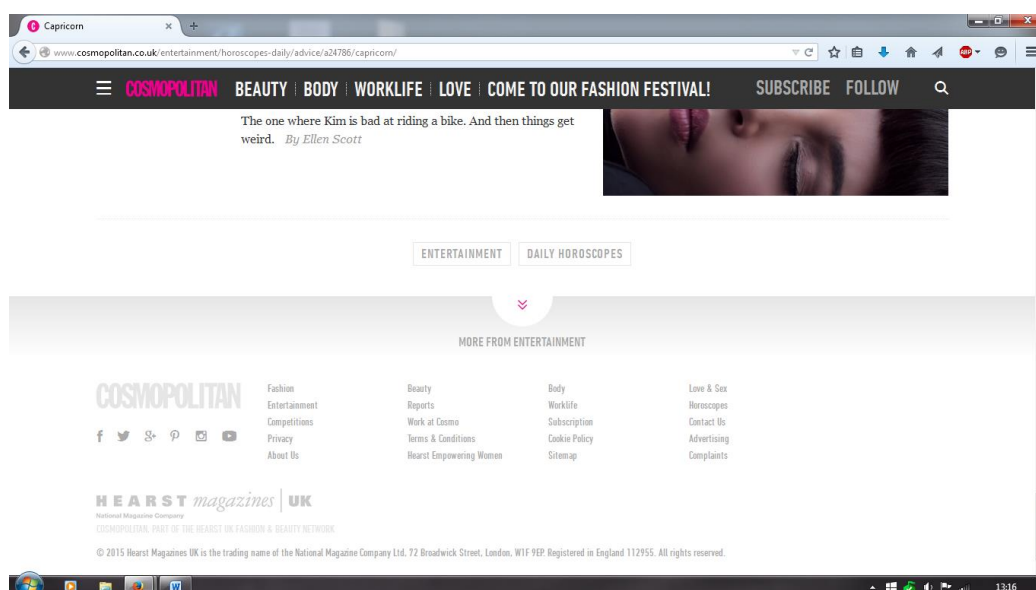 Capricorn
www.cosmopolitan.co.uk/entertainment/horoscopes-daily/advice/a24786/capricorn/
ABP
COSMOPOLITAN BEAUTY BODY WORKLIFE LOVE COME TO OUR FASHION FESTIVAL! SUBSCRIBE FOLLOW
The one where Kim is bad at riding a bike. And then things get
weird. By Ellen Scott
ENTERTAINMENT DAILY HOROSCOPES
MORE FROM ENTERTAINMENT
COSMOPOLITAN
Fashion Beauty Body Love & Sex
Entertainment Reports Worklife Horoscopes
Competitions Work at Cosmo Subscription Contact Us
Privacy Terms & Conditions Cookie Policy Advertising
About Us Hearst Empowering Women Sitemap Complaints
HEARST magazines UK
National Magazine Company
COSMOPOLITAN, PART OF THE HEARST UK FASHION & BEAUTY NETWORK
© 2015 Hearst Magazines UK is the trading name of the National Magazine Company Ltd, 72 Broadwick Street, London, W1F 9EP. Registered in England 112955. All rights reserved.
13:16